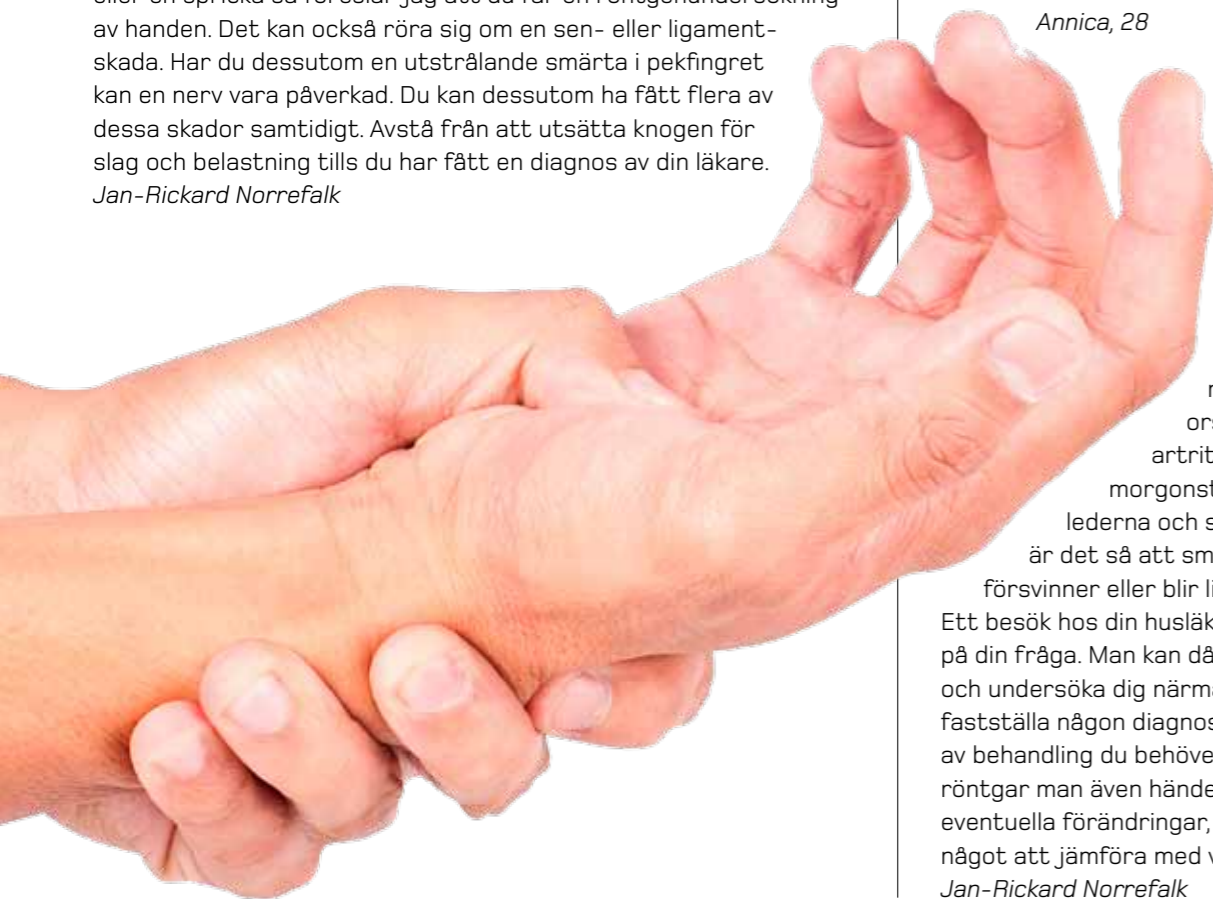 av handen. Det kan också röra sig om en sen- eller ligament-
skada. Har du dessutom en utstrålande smärta i pekfingret
kan en nerv vara påverkad. Du kan dessutom ha fått flera av
dessa skador samtidigt. Avstå från att utsätta knogen för
slag och belastning tills du har fått en diagnos av din läkare.
Jan-Rickard Norrefalk
Annica, 28
artrit
morgonst
lederna och s
är det så att sm
försvinner eller blir li
Ett besök hos din husläk
på din fråga. Man kan då
och undersöka dig närma
fastställa någon diagnos
av behandling du behöve
röntgar man även hände
eventuella förändringar,
något att jämföra med v
Jan-Rickard Norrefalk